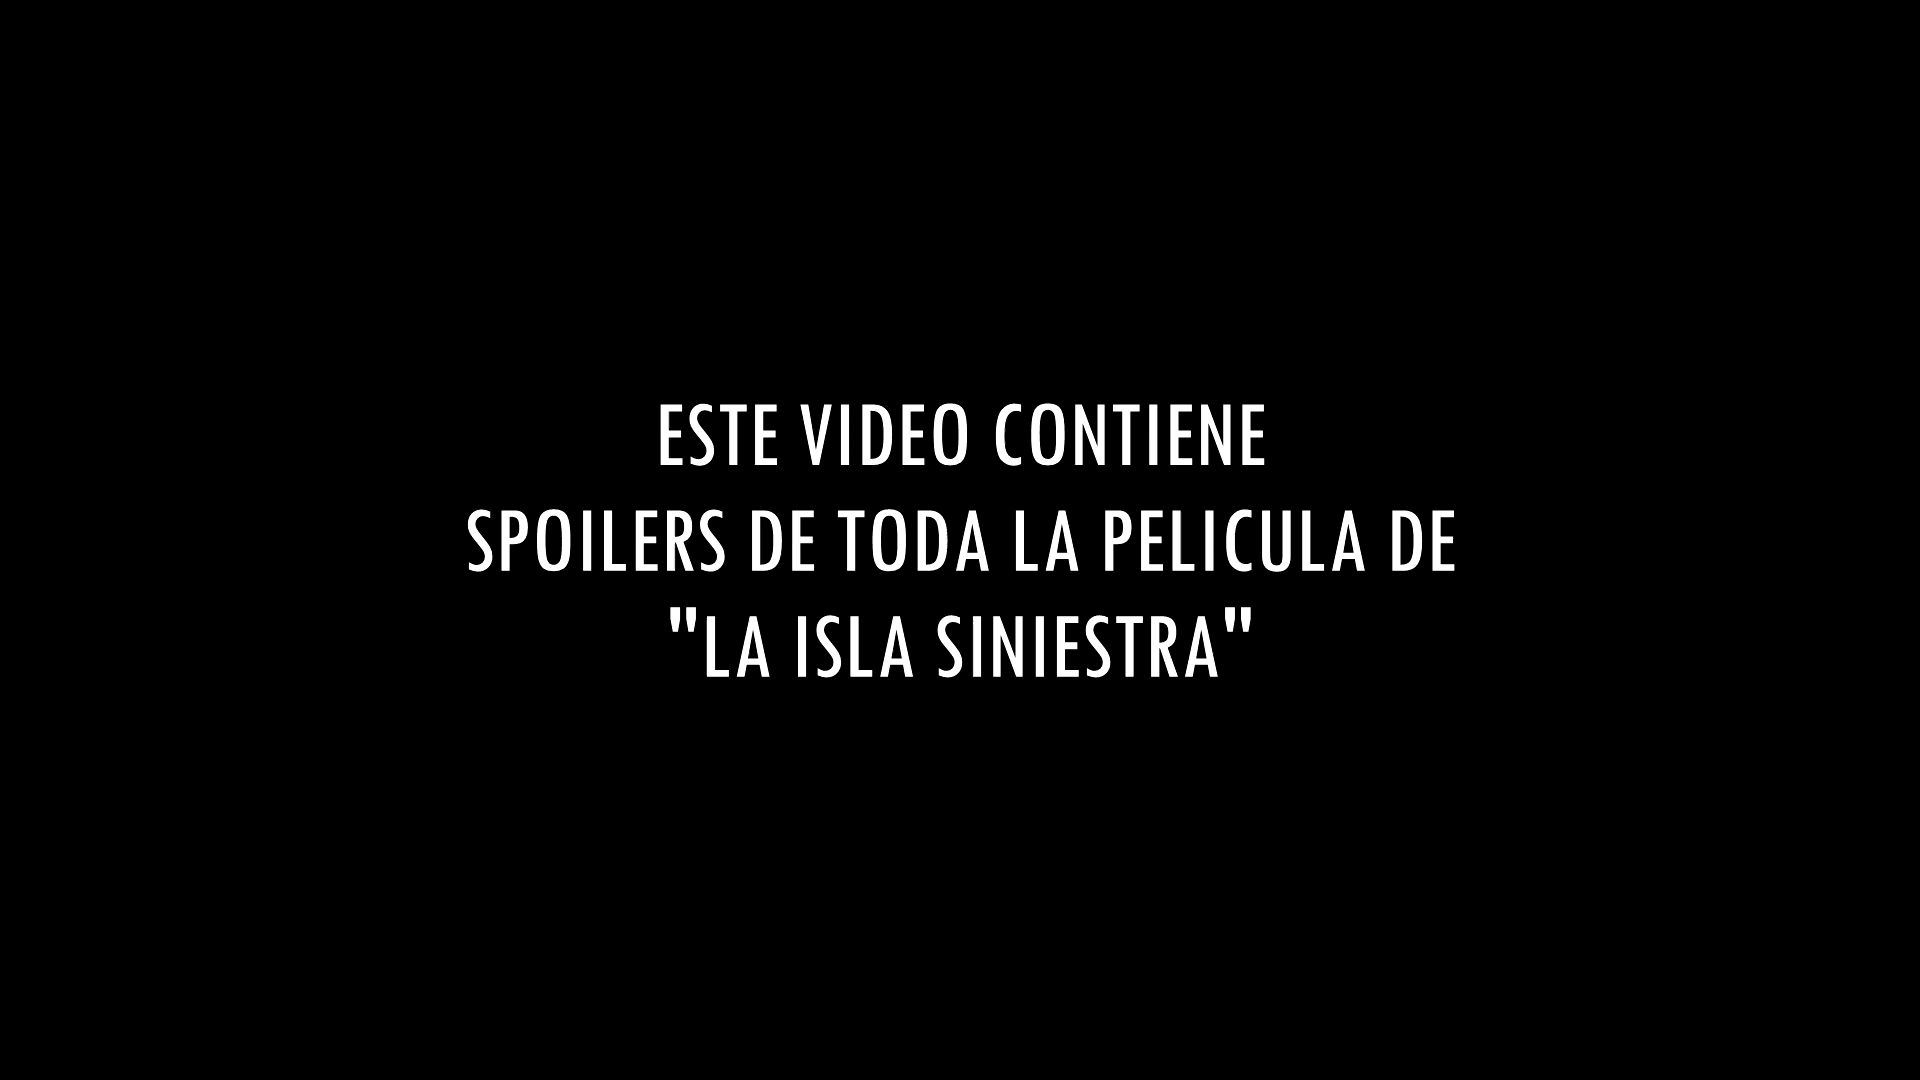 ESTE VIDEO CONTIENE
SPOILERS DE TODA LA PELICULA DE
"LA ISLA SINIESTRA"